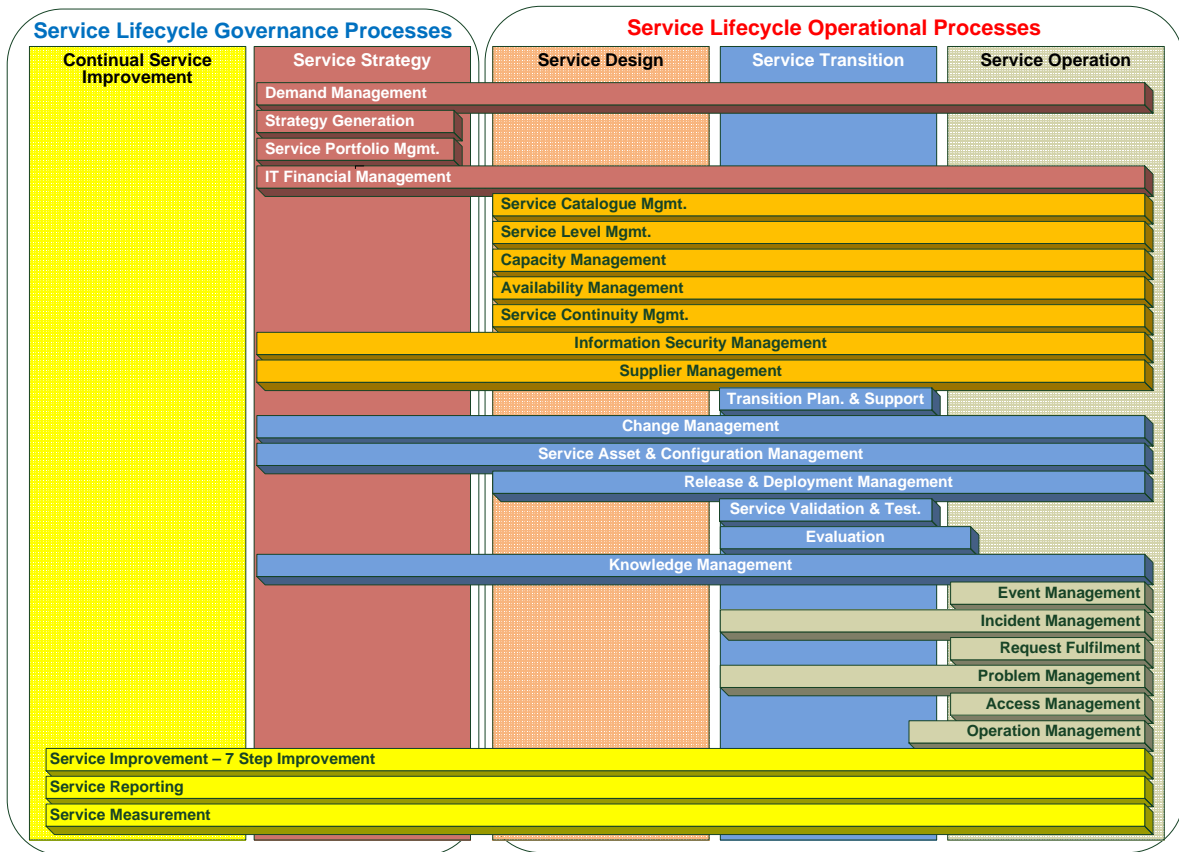 Service Lifecycle Governance Processes
Service Lifecycle Operational Processes
Continual Service
Improvement
Service Strategy
Service Design
Service Transition
Service Operation
Demand Management
Strategy Generation
Service Portfolio Mgmt.
IT Financial Management
Service Catalogue Mgmt.
Service Level Mgmt.
Capacity Management
Availability Management
Service Continuity Mgmt.
Information Security Management
Supplier Management
Transition Plan. & Support
Change Management
Service Asset & Configuration Management
Release & Deployment Management
Service Validation & Test.
Evaluation
Knowledge Management
Event Management
Incident Management
Request Fulfilment
Problem Management
Access Management
Operation Management
Service Improvement – 7 Step Improvement
Service Reporting
Service Measurement